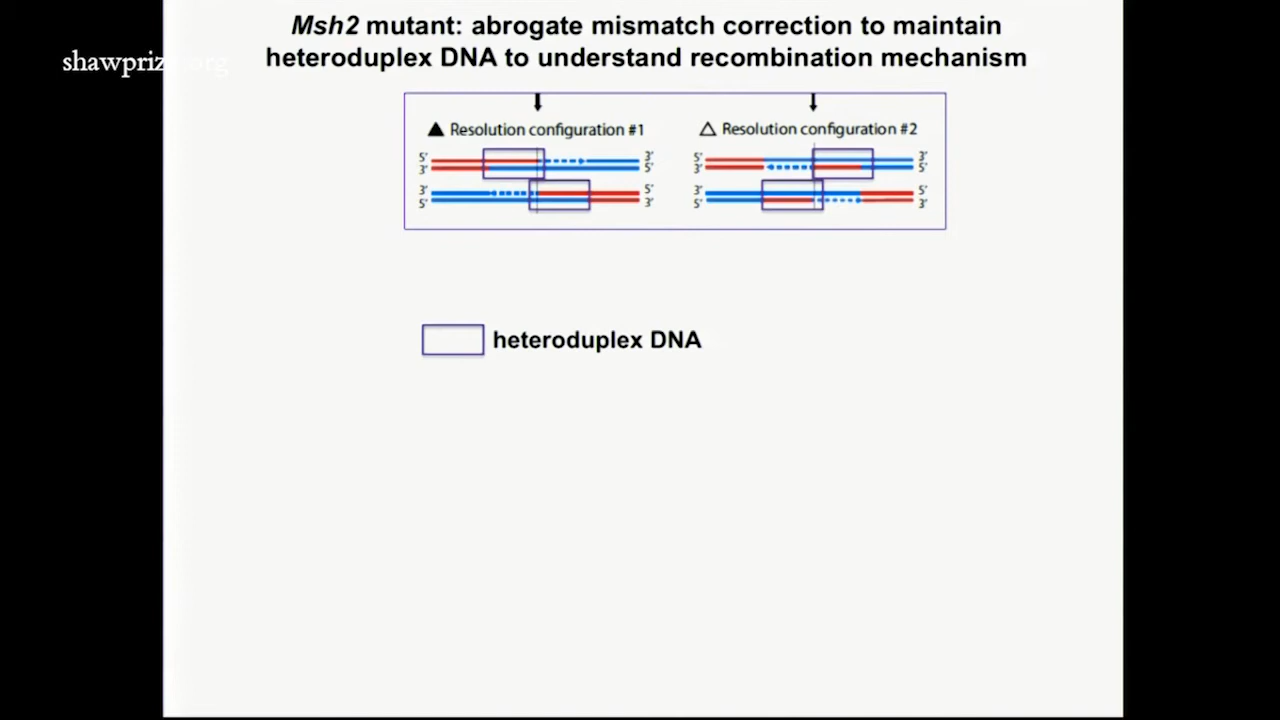 Msh2 mutant: abrogate mismatch correction to maintain
heteroduplex DNA to understand recombination mechanism
shawprize.org
▲ Resolution configuration #1
△ Resolution configuration #2
5' 3' 5' 3'
3' 5' 3' 5'
3' 5' 3' 5'
5' 3' 5' 3'
heteroduplex DNA